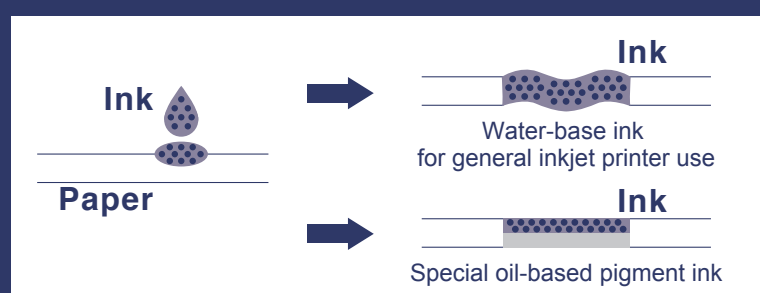 Ink
Paper
Ink
Water-base ink
for general inkjet printer use
Ink
Special oil-based pigment ink